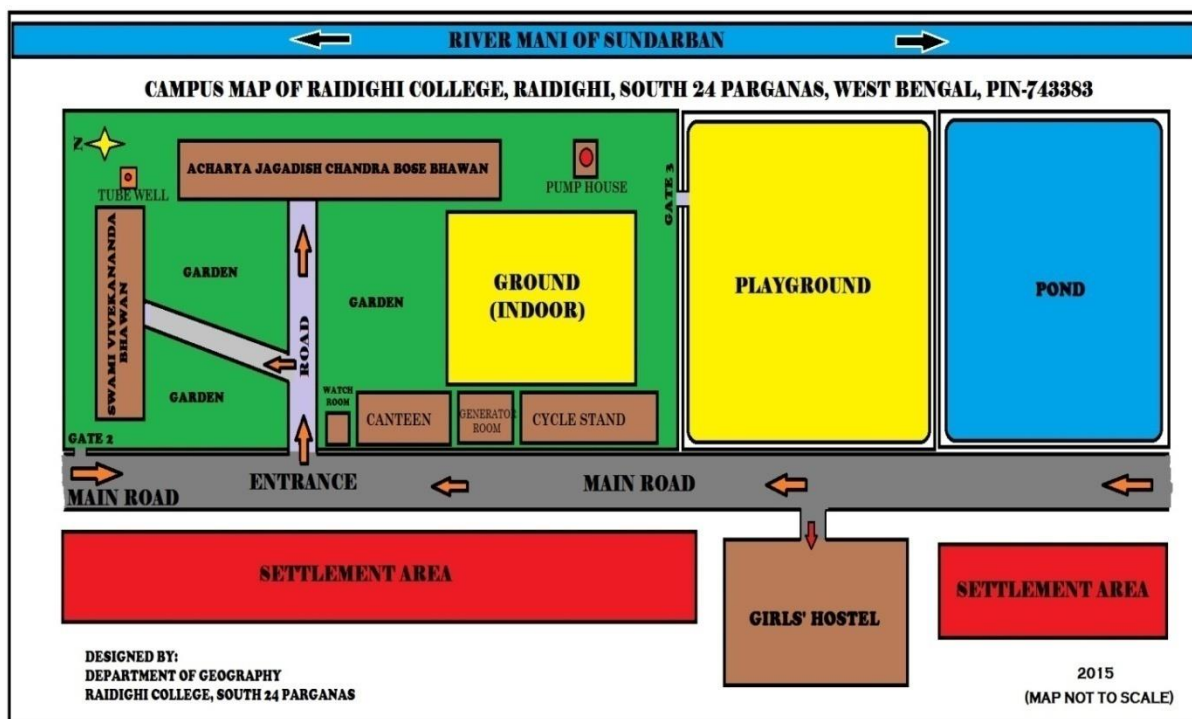 RIVER MANI OF SUNDARBAN
CAMPUS MAP OF RAIDIGHI COLLEGE, RAIDIGHI, SOUTH 24 PARGANAS, WEST BENGAL, PIN-743383
N
ACHARYA JAGADISH CHANDRA BOSE BHAWAN
TUBE WELL
PUMP HOUSE
GATE 3
SWAMI VIVEKANANDA
BHAWAN
GARDEN
ROAD
GARDEN
GROUND
(INDOOR)
PLAYGROUND
POND
GARDEN
WATCH
ROOM
CANTEEN
GENERATOR
ROOM
CYCLE STAND
GATE 2
MAIN ROAD
ENTRANCE
MAIN ROAD
SETTLEMENT AREA
GIRLS' HOSTEL
SETTLEMENT AREA
DESIGNED BY:
DEPARTMENT OF GEOGRAPHY
RAIDIGHI COLLEGE, SOUTH 24 PARGANAS
2015
(MAP NOT TO SCALE)